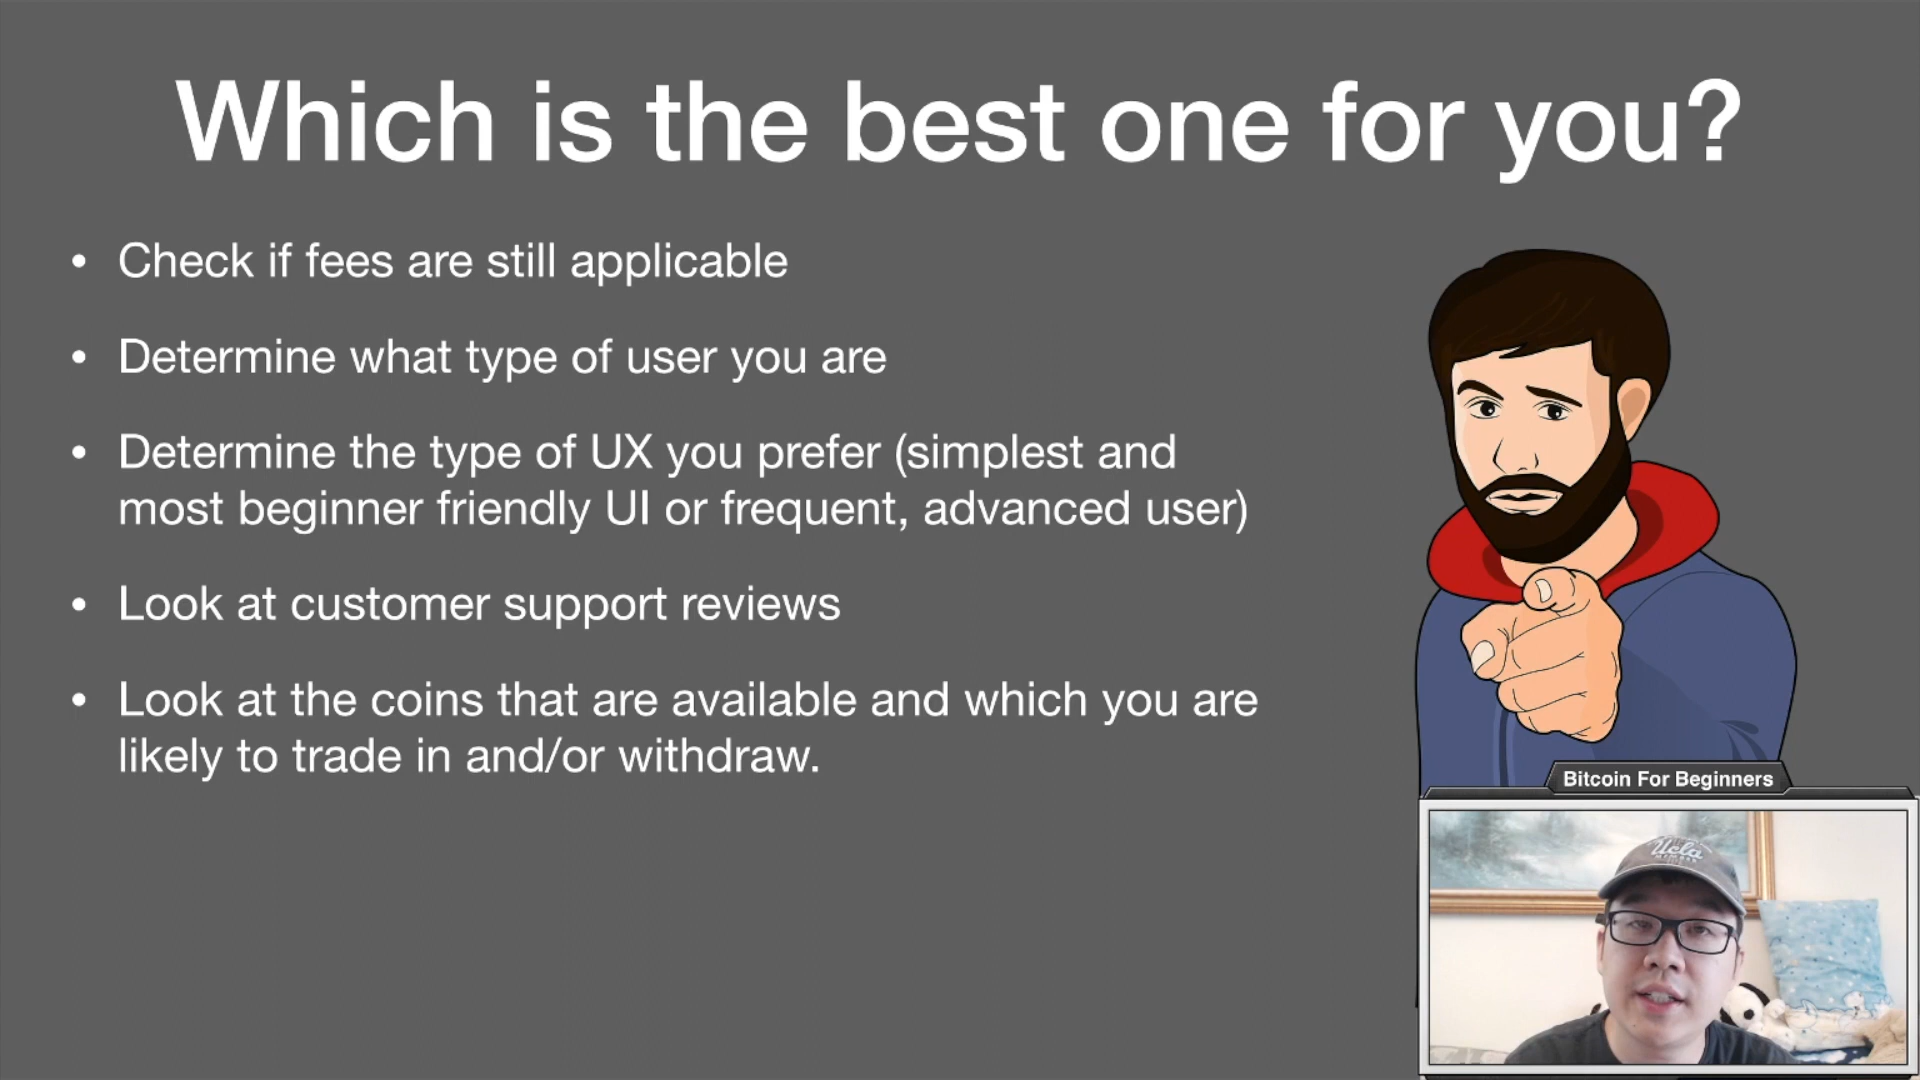 Which is the best one for you?
• Check if fees are still applicable
• Determine what type of user you are
• Determine the type of UX you prefer (simplest and
most beginner friendly UI or frequent, advanced user)
• Look at customer support reviews
• Look at the coins that are available and which you are
likely to trade in and/or withdraw.
Bitcoin For Beginners
Ucla